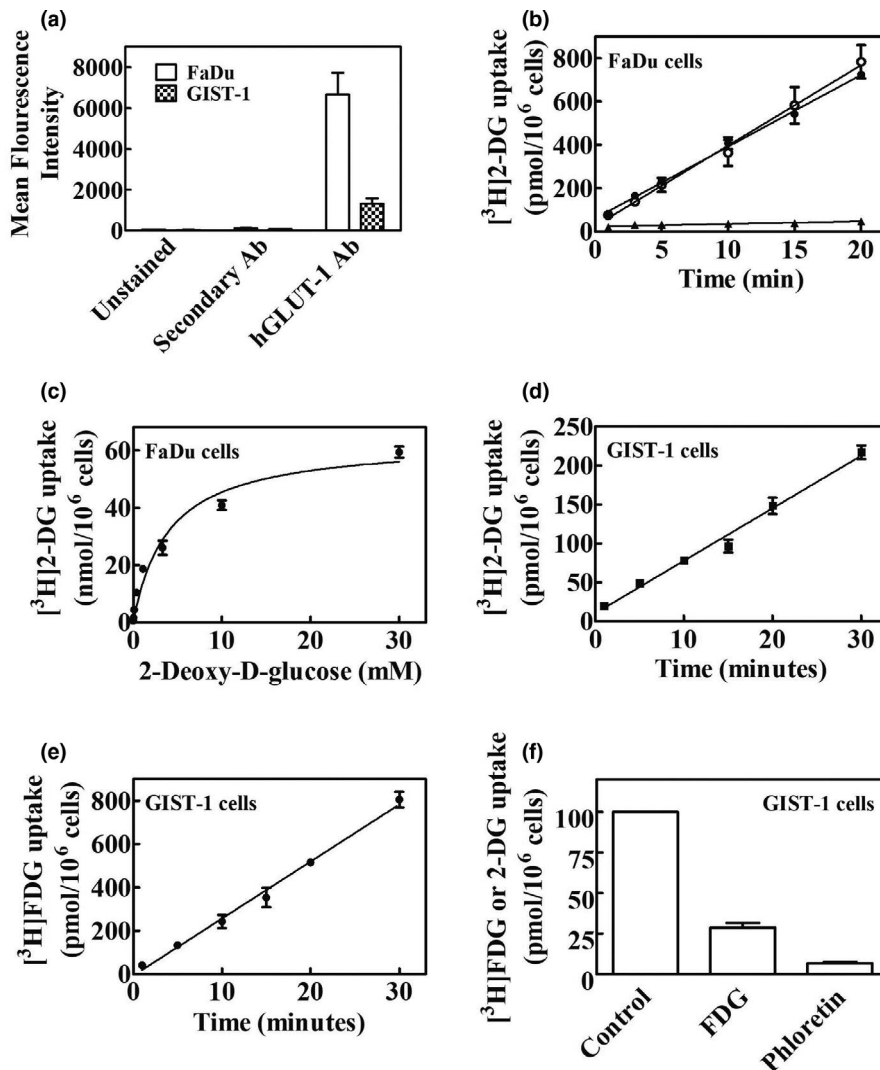 (a)
Mean Flourescence
Intensity
8000
6000
4000
2000
0
FaDu
GIST-1
Unstained
Secondary Ab
hGLUT-1 Ab
(b)
[³H]2-DG uptake
(pmol/10⁶ cells)
FaDu cells
800
600
400
200
0
5
10
15
20
Time (min)
(c)
[³H]2-DG uptake
(nmol/10⁶ cells)
FaDu cells
60
40
20
0
0
10
20
30
2-Deoxy-D-glucose (mM)
(d)
[³H]2-DG uptake
(pmol/10⁶ cells)
GIST-1 cells
250
200
150
100
50
0
0
10
20
30
Time (minutes)
(e)
[³H]FDG uptake
(pmol/10⁶ cells)
GIST-1 cells
800
600
400
200
0
0
10
20
30
Time (minutes)
(f)
[³H]FDG or 2-DG uptake
(pmol/10⁶ cells)
GIST-1 cells
100
75
50
25
0
Control
FDG
Phloretin